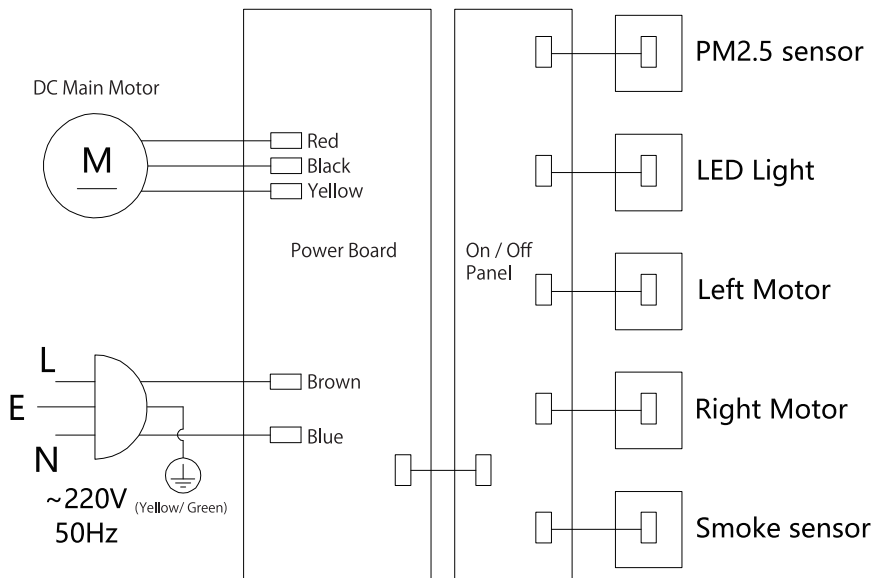 DC Main Motor
M
Red
Black
Yellow
Power Board
On / Off
Panel
L
E
N
~220V
50Hz
(Yellow/ Green)
Brown
Blue
PM2.5 sensor
LED Light
Left Motor
Right Motor
Smoke sensor